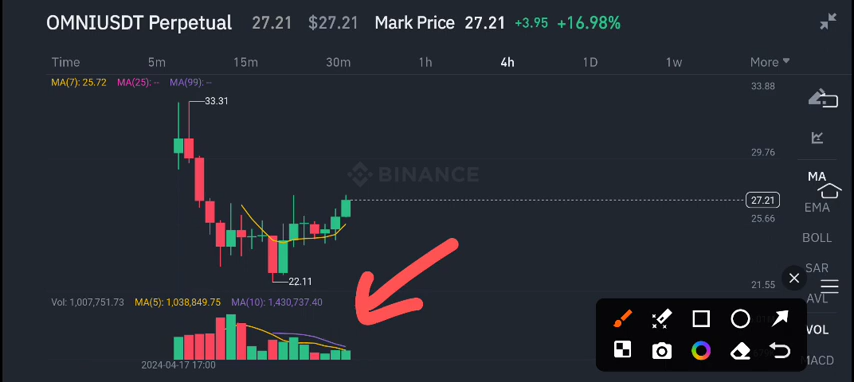 OMNIUSDT Perpetual 27.21 $27.21 Mark Price 27.21 +3.95 +16.98%
Time 5m 15m 30m 1h 4h 1D 1w More
MA(7): 25.72 MA(25): -- MA(99): --
33.88
33.31
29.76
MA
BINANCE
27.21
EMA
25.66
BOLL
SAR
22.11
21.55
AVL
Vol: 1,007,751.73 MA(5): 1,038,849.75 MA(10): 1,430,737.40
VOL
MACD
2024-04-17 17:00